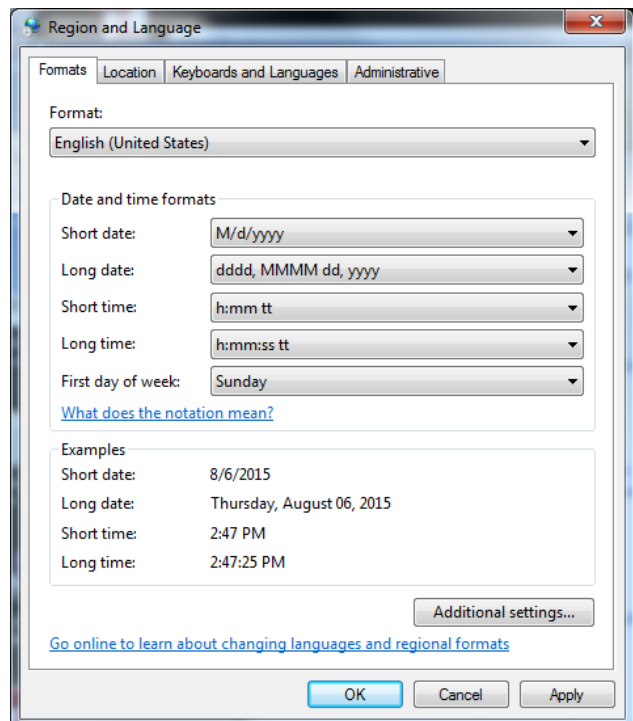 Region and Language
Formats Location Keyboards and Languages Administrative
Format:
English (United States)
Date and time formats
Short date: M/d/yyyy
Long date: dddd, MMMM dd, yyyy
Short time: h:mm tt
Long time: h:mm:ss tt
First day of week: Sunday
What does the notation mean?
Examples
Short date: 8/6/2015
Long date: Thursday, August 06, 2015
Short time: 2:47 PM
Long time: 2:47:25 PM
Additional settings...
Go online to learn about changing languages and regional formats
OK Cancel Apply